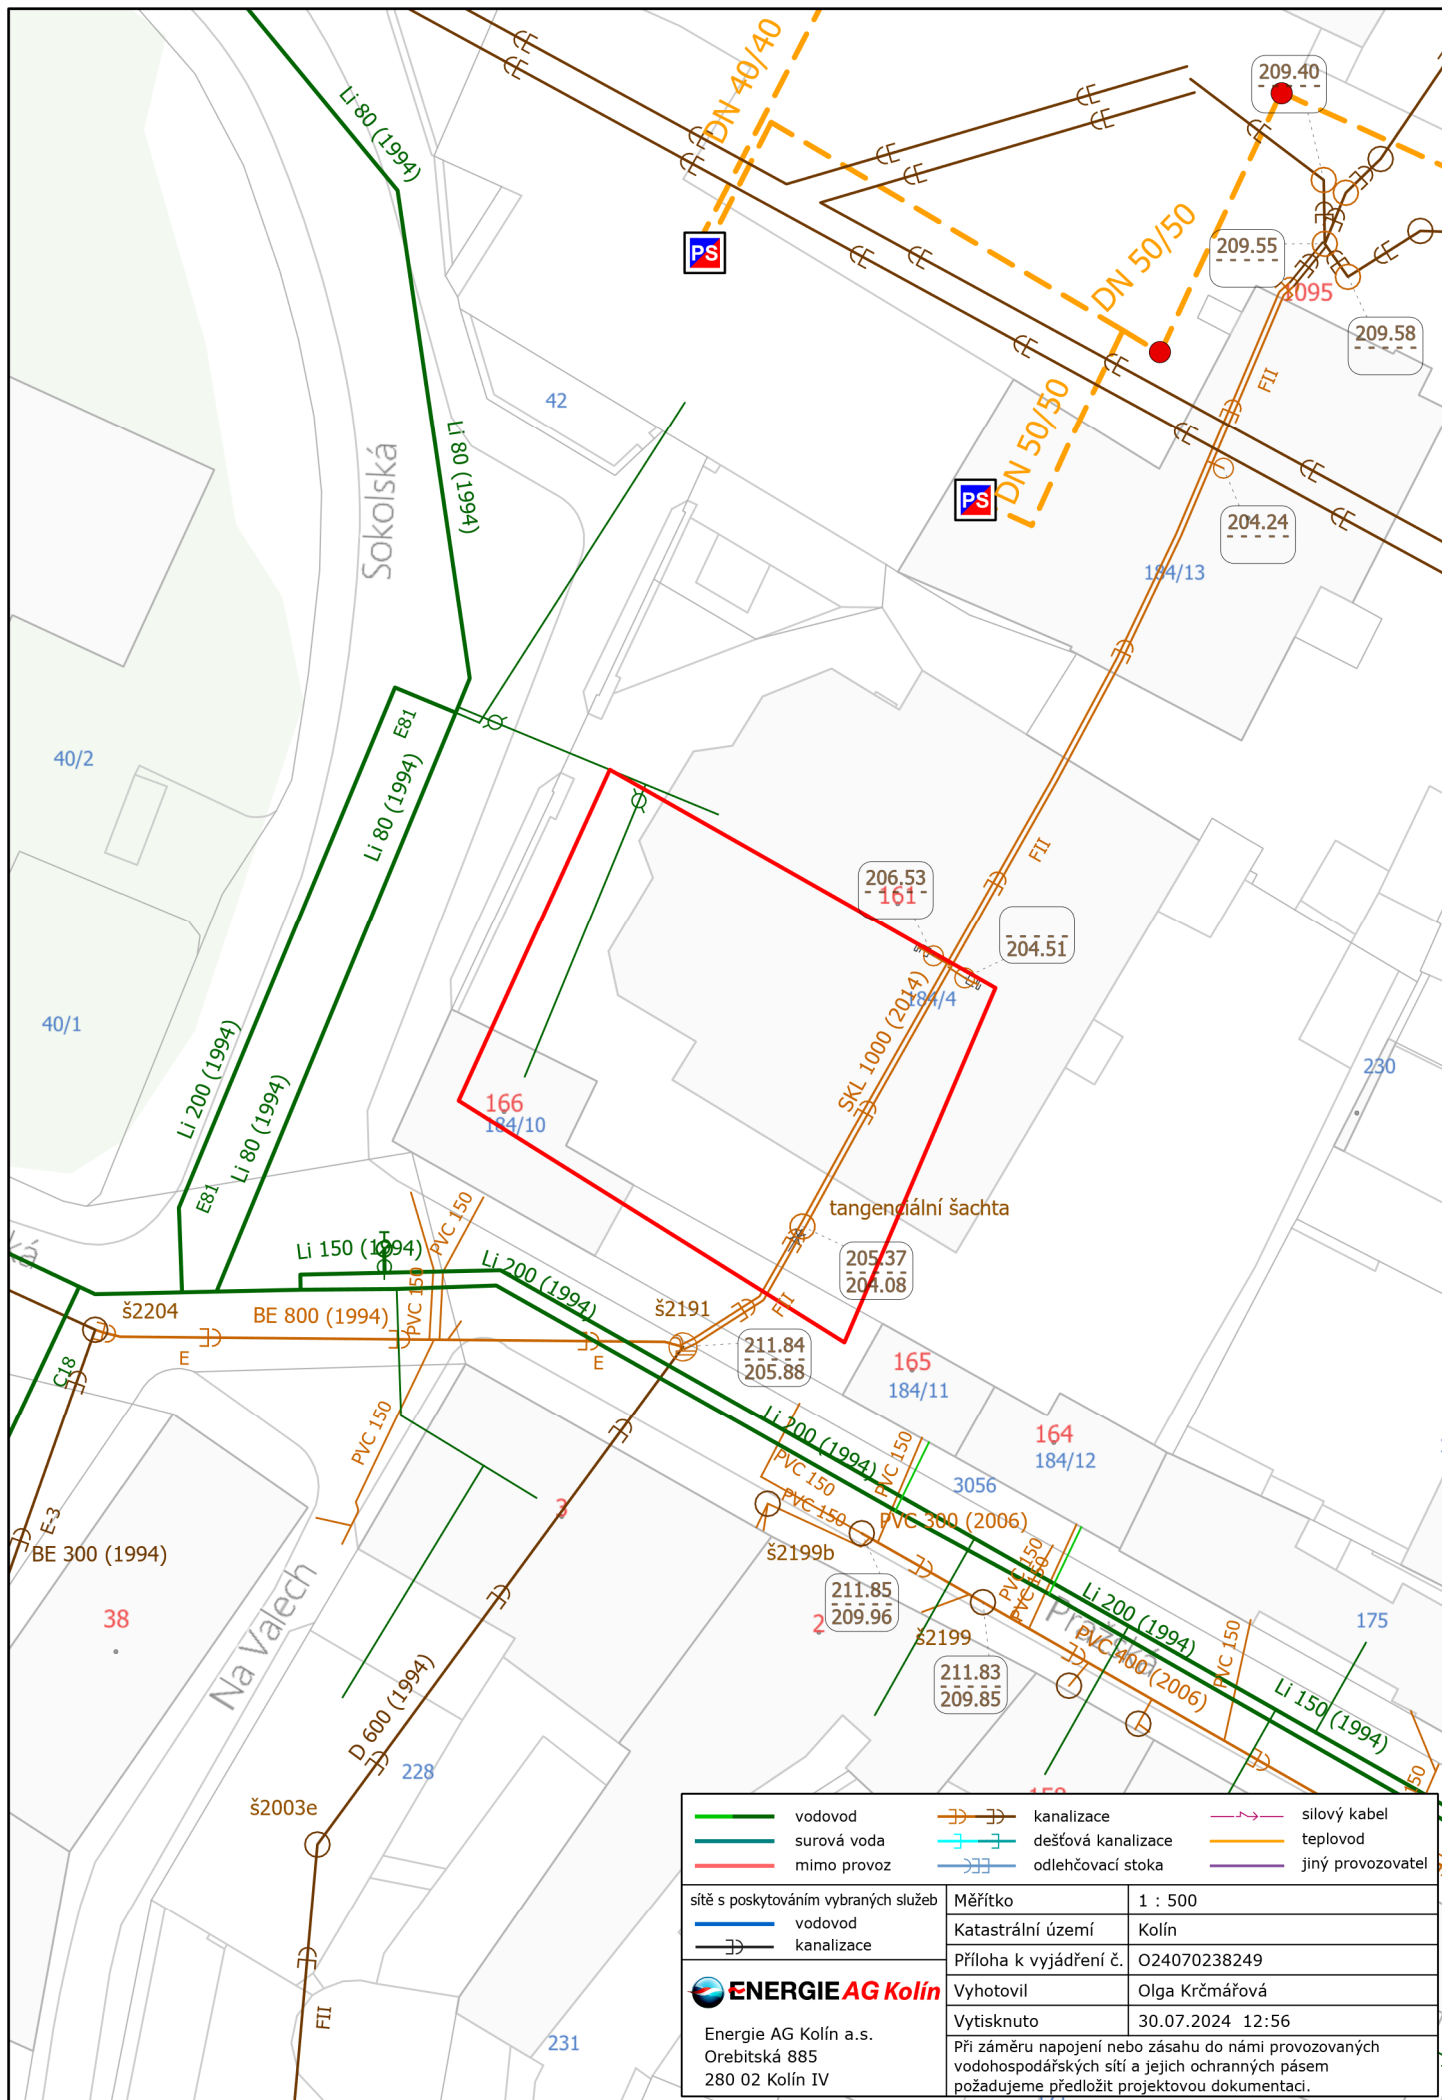 DN 40/40
209.40
Li 80 (1994)
PS
DN 50/50
209.55
1095
209.58
FII
42
Li 80 (1994)
Sokolská
DN 50/50
PS
204.24
184/13
E81
40/2
Li 80 (1994)
FII
206.53
161
204.51
184/4
SKL 1000 (2014)
40/1
Li 200 (1994)
230
166
184/10
Li 80 (1994)
E81
PVC 150
tangenciální šachta
Li 150 (1994)
Li 200 (1994)
205.37
204.08
PVC 150
FII
š2204
BE 800 (1994)
š2191
E
E
211.84
205.88
C18
165
184/11
PVC 150
Li 200 (1994)
164
184/12
PVC 150
PVC 150
3056
3
PVC 150
PVC 300 (2006)
E-3
BE 300 (1994)
š2199b
PVC 150
PVC 150
211.85
209.96
Li 200 (1994)
38
2
Pražská
175
Na Valech
š2199
PVC 400 (2006)
PVC 150
211.83
209.85
Li 150 (1994)
D 600 (1994)
228
150
š2003e
FII
231
vodovod
kanalizace
silový kabel
surová voda
dešťová kanalizace
teplovod
mimo provoz
odlehčovací stoka
jiný provozovatel
sítě s poskytováním vybraných služeb
vodovod
kanalizace
Měřítko 1 : 500
Katastrální území Kolín
Příloha k vyjádření č. O24070238249
Vyhotovil Olga Krčmářová
Vytisknuto 30.07.2024 12:56
ENERGIE AG Kolín
Energie AG Kolín a.s.
Orebitská 885
280 02 Kolín IV
Při záměru napojení nebo zásahu do námi provozovaných
vodohospodářských sítí a jejich ochranných pásem
požadujeme předložit projektovou dokumentaci.